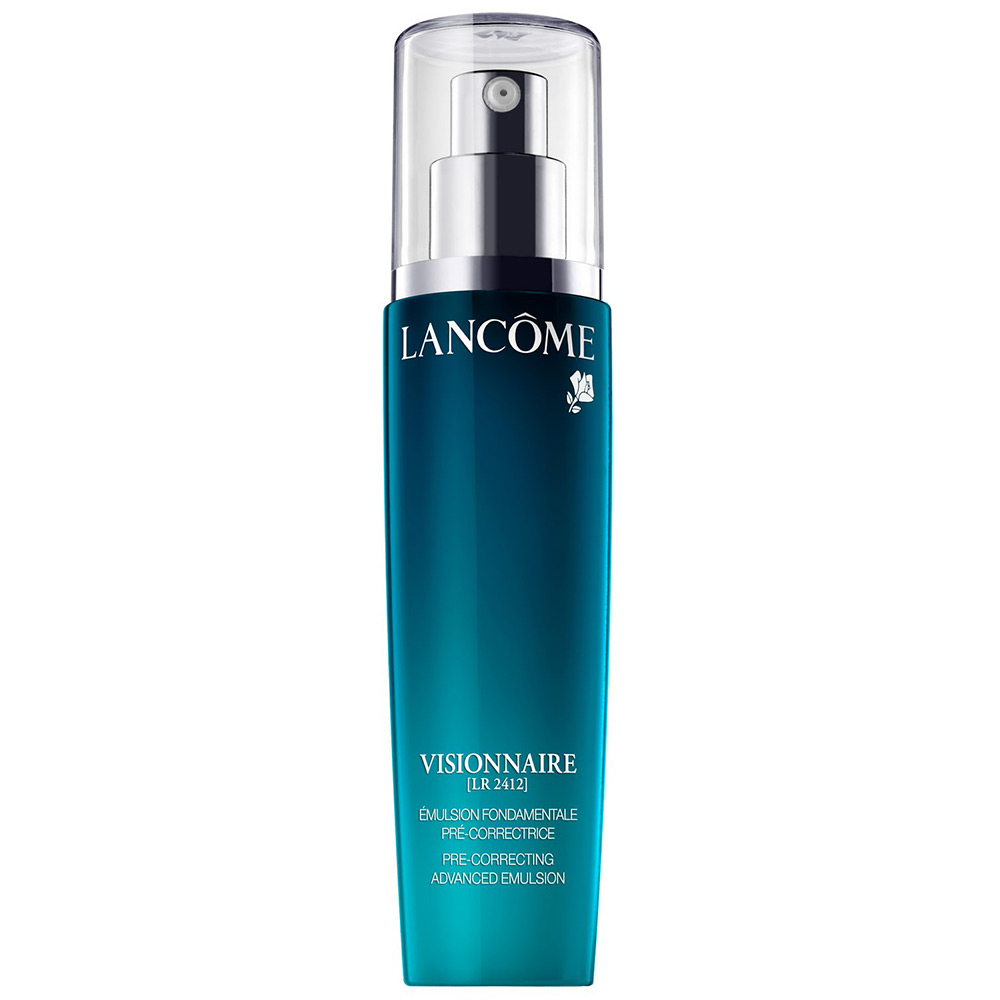 LANCÔME
VISIONNAIRE
[LR 2412]
ÉMULSION FONDAMENTALE
PRÉ-CORRECTRICE
PRE-CORRECTING
ADVANCED EMULSION